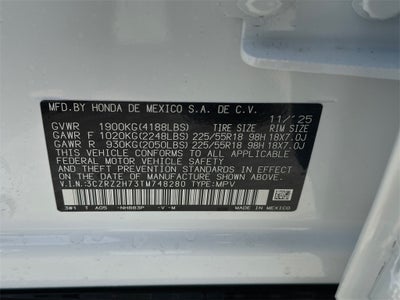 MFD.BY HONDA DE MEXICO S.A. DE C.V.
11/'25
GVWR 1900KG(4188LBS) TIRE SIZE RIM SIZE
GAWR F 1020KG(2248LBS) 225/55R18 98H 18X7.0J
GAWR R 930KG(2050LBS) 225/55R18 98H 18X7.0J
THIS VEHICLE CONFORMS TO ALL APPLICABLE
FEDERAL MOTOR VEHICLE SAFETY STANDARDS
IN EFFECT ON THE DATE OF MANUFACTURE
SHOWN ABOVE.
V.I.N.:3CZRZ2H73TM748280 TYPE:MPV
3W1 T A05 NH883P -V -M MADE IN MEXICO